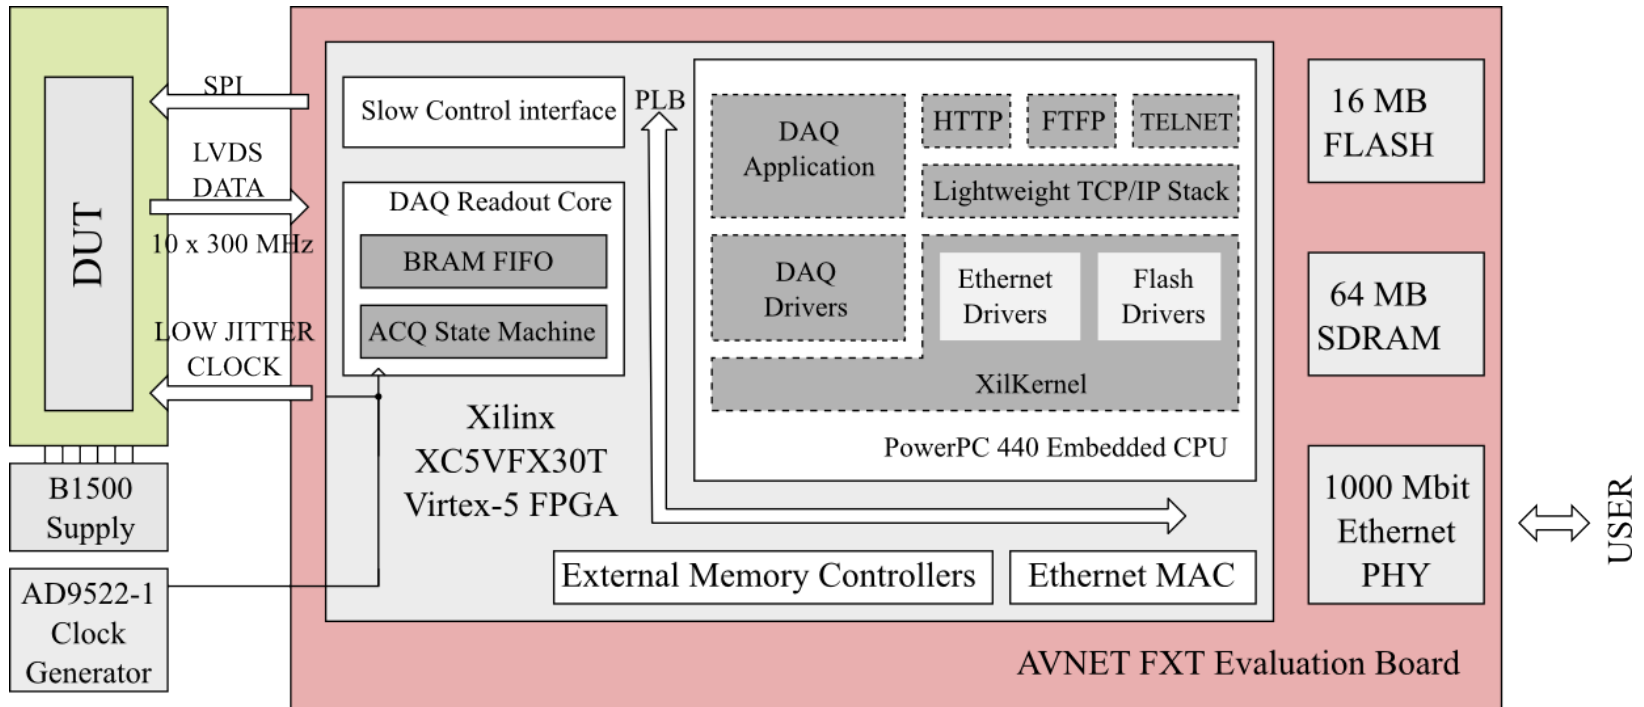 SPI
LVDS
DATA
10 x 300 MHz
LOW JITTER
CLOCK
DUT
B1500
Supply
AD9522-1
Clock
Generator
Slow Control interface
DAQ Readout Core
BRAM FIFO
ACQ State Machine
Xilinx
XC5VFX30T
Virtex-5 FPGA
PLB
DAQ
Application
HTTP
FTFP
TELNET
Lightweight TCP/IP Stack
DAQ
Drivers
Ethernet
Drivers
Flash
Drivers
XilKernel
PowerPC 440 Embedded CPU
External Memory Controllers
Ethernet MAC
16 MB
FLASH
64 MB
SDRAM
1000 Mbit
Ethernet
PHY
USER
AVNET FXT Evaluation Board